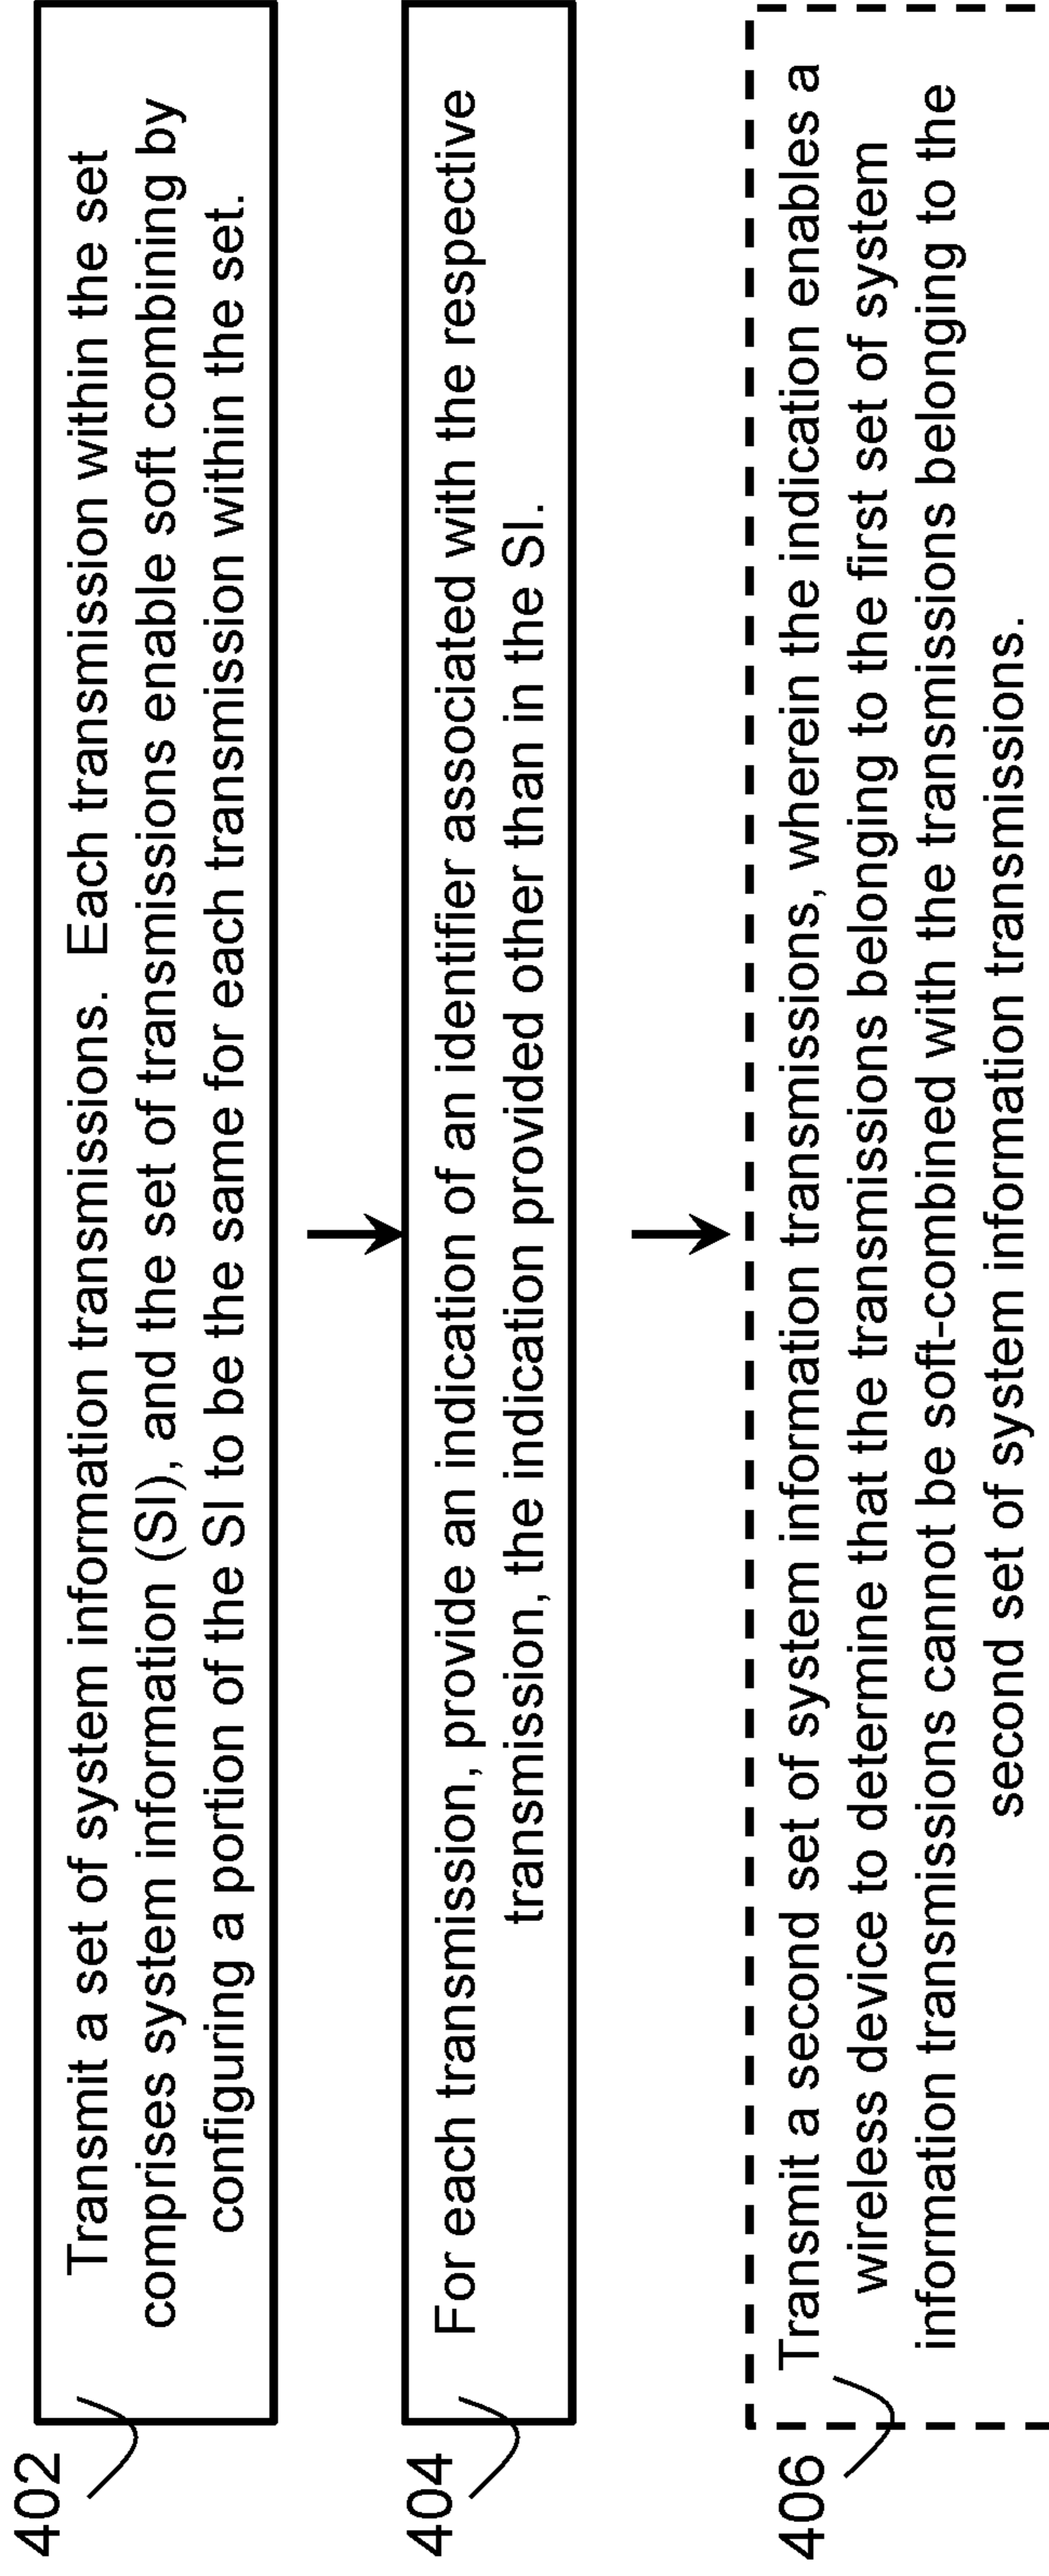 402
Transmit a set of system information transmissions. Each transmission within the set
comprises system information (SI), and the set of transmissions enable soft combining by
configuring a portion of the SI to be the same for each transmission within the set.
404
For each transmission, provide an indication of an identifier associated with the respective
transmission, the indication provided other than in the SI.
406
Transmit a second set of system information transmissions, wherein the indication enables a
wireless device to determine that the transmissions belonging to the first set of system
information transmissions cannot be soft-combined with the transmissions belonging to the
second set of system information transmissions.